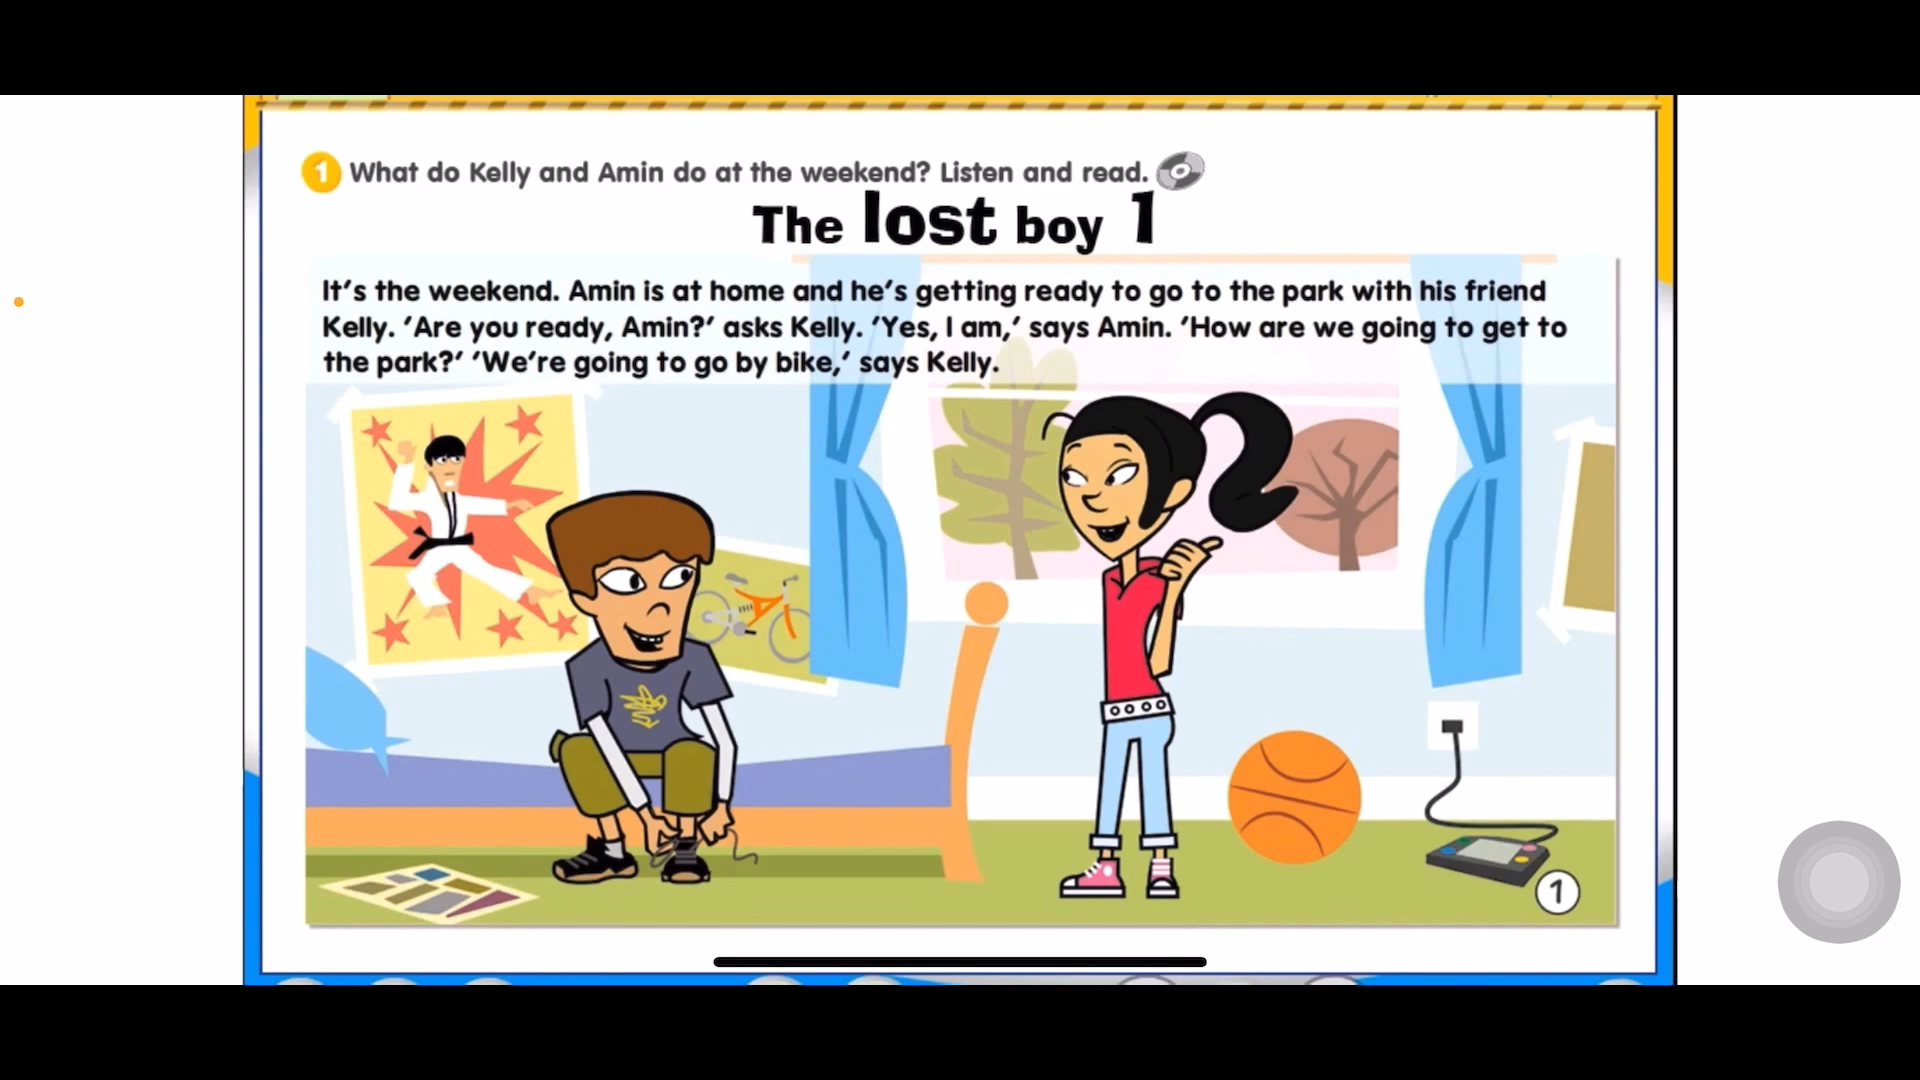 1 What do Kelly and Amin do at the weekend? Listen and read.
The lost boy 1
It's the weekend. Amin is at home and he's getting ready to go to the park with his friend
Kelly. 'Are you ready, Amin?' asks Kelly. 'Yes, I am,' says Amin. 'How are we going to get to
the park?' 'We're going to go by bike,' says Kelly.
1